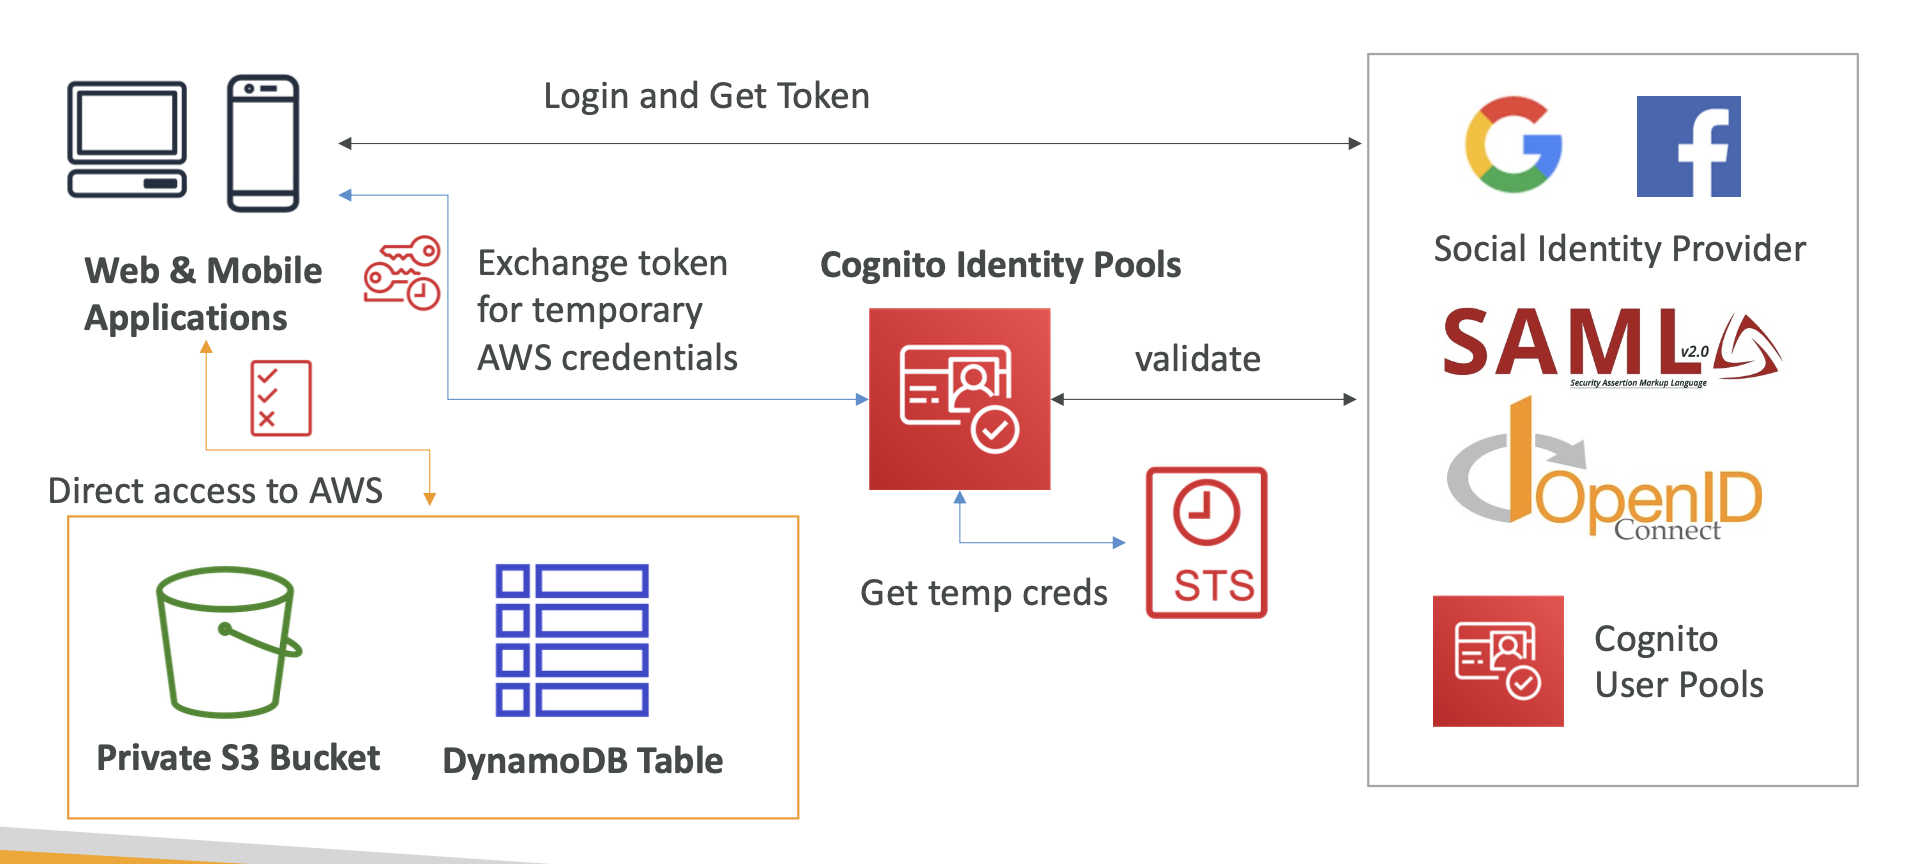 Login and Get Token
Social Identity Provider
Web & Mobile
Applications
Exchange token
for temporary
AWS credentials
Cognito Identity Pools
validate
SAML v2.0
Security Assertion Markup Language
OpenID
Connect
Direct access to AWS
STS
Get temp creds
Cognito
User Pools
Private S3 Bucket
DynamoDB Table